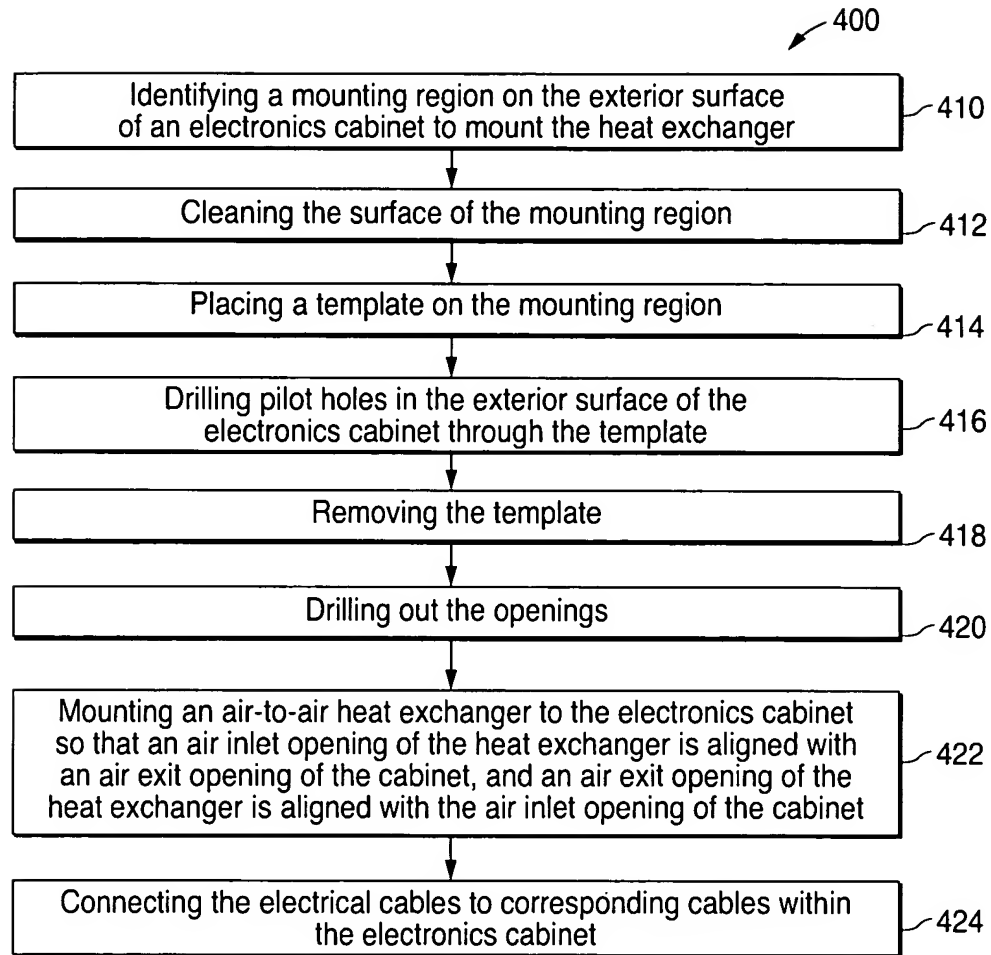 400
Identifying a mounting region on the exterior surface
of an electronics cabinet to mount the heat exchanger
410
Cleaning the surface of the mounting region
412
Placing a template on the mounting region
414
Drilling pilot holes in the exterior surface of the
electronics cabinet through the template
416
Removing the template
418
Drilling out the openings
420
Mounting an air-to-air heat exchanger to the electronics cabinet
so that an air inlet opening of the heat exchanger is aligned with
an air exit opening of the cabinet, and an air exit opening of the
heat exchanger is aligned with the air inlet opening of the cabinet
422
Connecting the electrical cables to corresponding cables within
the electronics cabinet
424